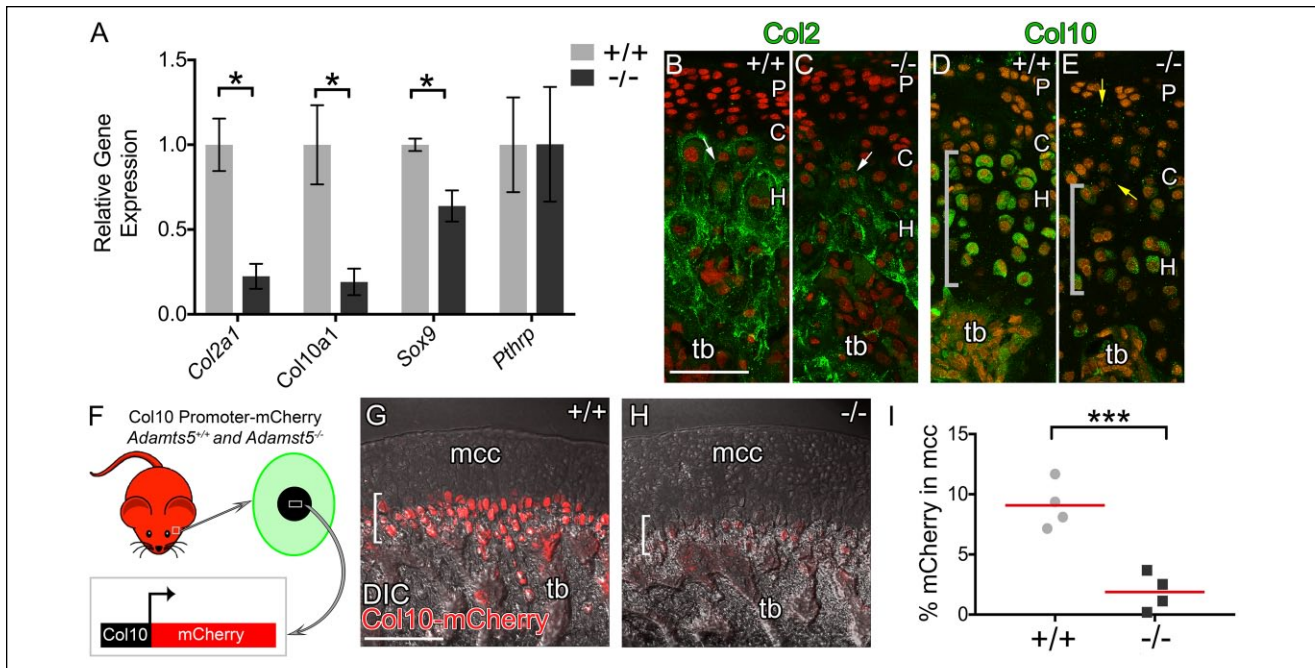 A
1.5
1.0
0.5
0.0
Relative Gene
Expression
* * *
+/+
-/-
Col2a1
Col10a1
Sox9
Pthrp
Col2
Col10
B +/+
P
C
H
tb
C -/-
P
C
H
tb
D +/+
P
C
H
tb
E -/-
P
C
H
tb
F
Col10 Promoter-mCherry
Adamts5+/+ and Adamst5-/-
Col10 mCherry
G +/+
mcc
tb
DIC
Col10-mCherry
H -/-
mcc
tb
I
***
% mCherry in mcc
15
10
5
0
+/+ -/-